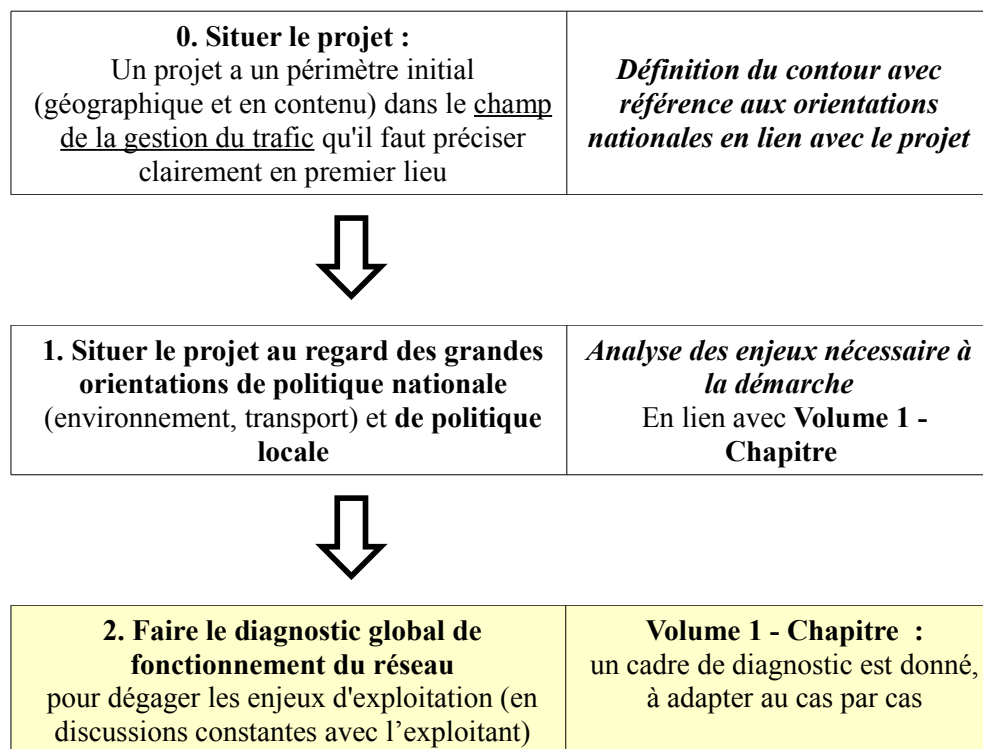 0. Situer le projet :
Un projet a un périmètre initial
(géographique et en contenu) dans le champ
de la gestion du trafic qu'il faut préciser
clairement en premier lieu
Définition du contour avec
référence aux orientations
nationales en lien avec le projet
1. Situer le projet au regard des grandes
orientations de politique nationale
(environnement, transport) et de politique
locale
Analyse des enjeux nécessaire à
la démarche
En lien avec Volume 1 -
Chapitre
2. Faire le diagnostic global de
fonctionnement du réseau
pour dégager les enjeux d'exploitation (en
discussions constantes avec l’exploitant)
Volume 1 - Chapitre :
un cadre de diagnostic est donné,
à adapter au cas par cas